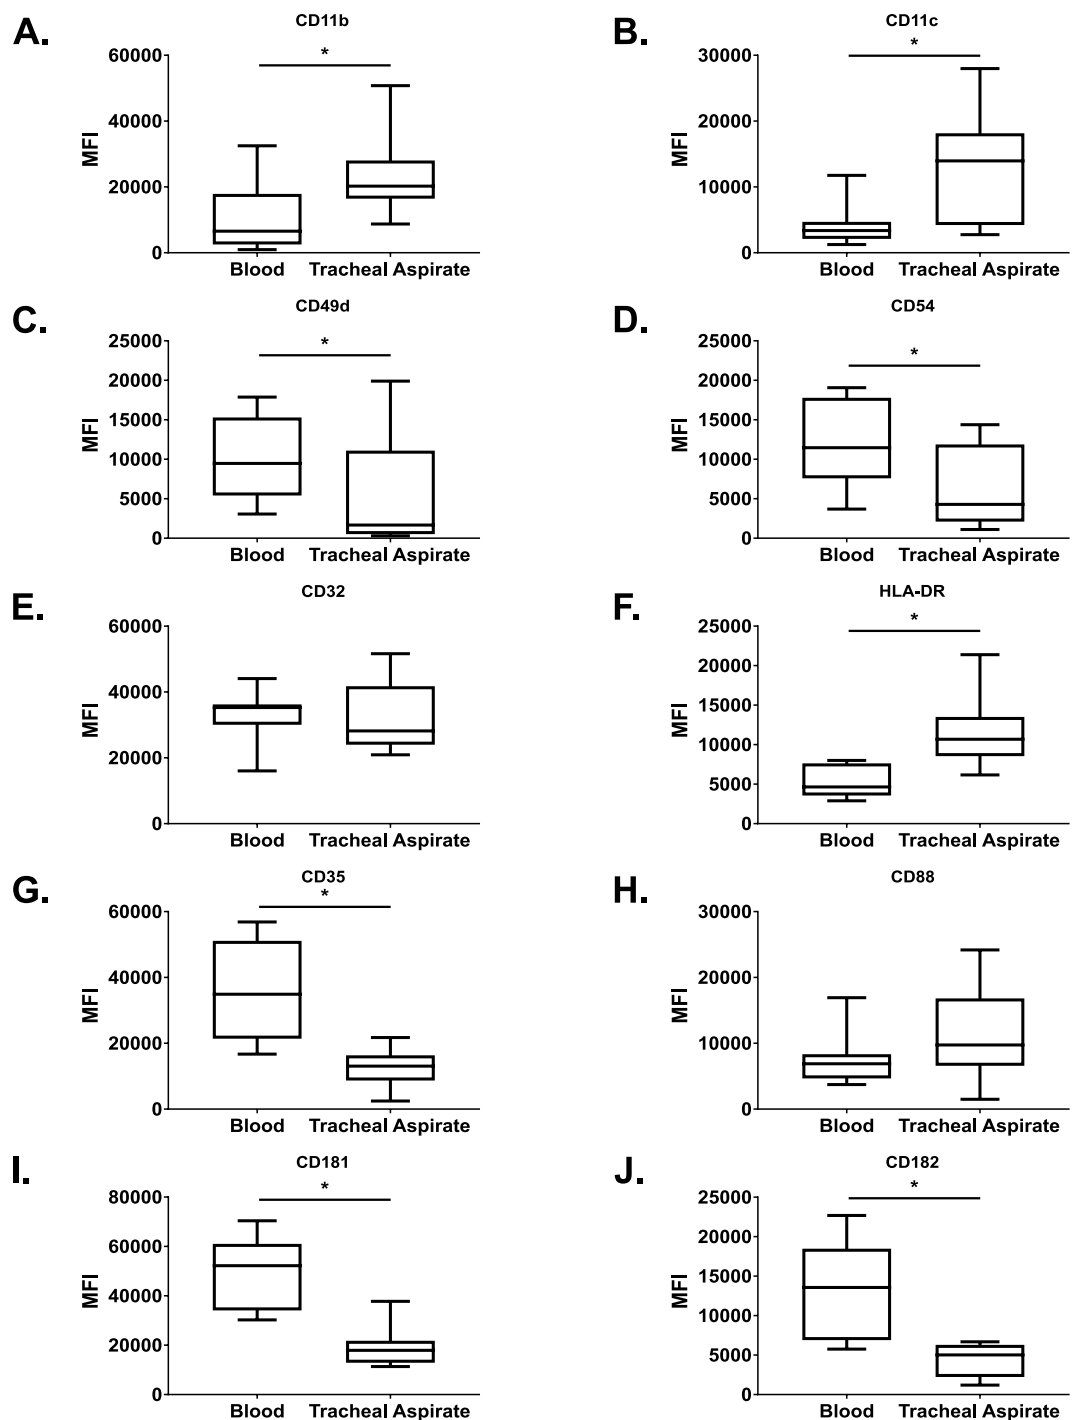 A.
CD11b
*
MFI
60000
40000
20000
0
Blood Tracheal Aspirate
B.
CD11c
*
MFI
30000
20000
10000
0
Blood Tracheal Aspirate
C.
CD49d
*
MFI
25000
20000
15000
10000
5000
0
Blood Tracheal Aspirate
D.
CD54
*
MFI
25000
20000
15000
10000
5000
0
Blood Tracheal Aspirate
E.
CD32
MFI
60000
40000
20000
0
Blood Tracheal Aspirate
F.
HLA-DR
*
MFI
25000
20000
15000
10000
5000
0
Blood Tracheal Aspirate
G.
CD35
*
MFI
60000
40000
20000
0
Blood Tracheal Aspirate
H.
CD88
MFI
30000
20000
10000
0
Blood Tracheal Aspirate
I.
CD181
*
MFI
80000
60000
40000
20000
0
Blood Tracheal Aspirate
J.
CD182
*
MFI
25000
20000
15000
10000
5000
0
Blood Tracheal Aspirate